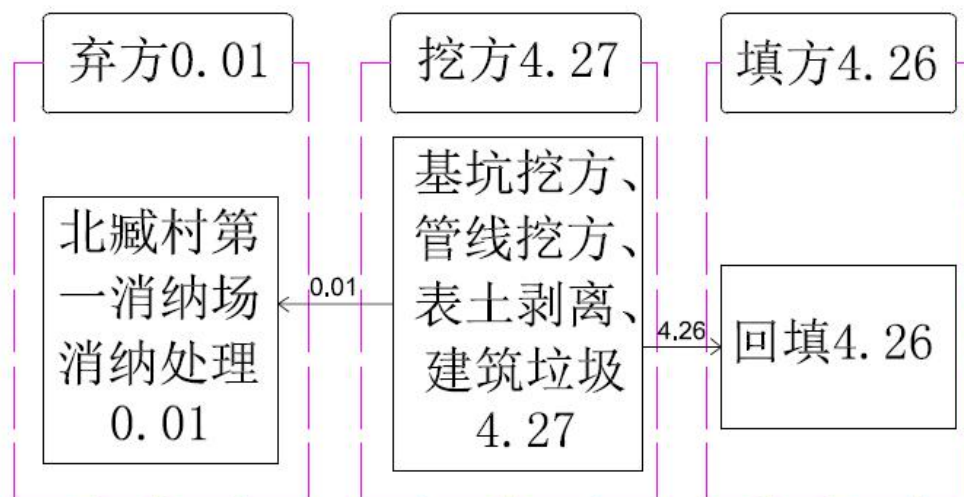 弃方0.01
挖方4.27
填方4.26
北臧村第
一消纳场
消纳处理
0.01
0.01
基坑挖方、
管线挖方、
表土剥离、
建筑垃圾
4.27
4.26
回填4.26